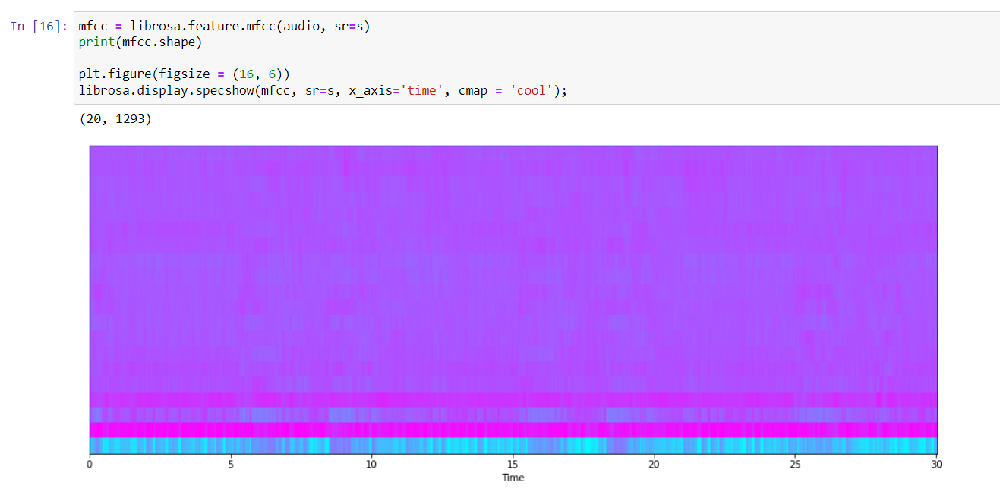 In [16]: mfcc = librosa.feature.mfcc(audio, sr=s)
print(mfcc.shape)
plt.figure(figsize = (16, 6))
librosa.display.specshow(mfcc, sr=s, x_axis='time', cmap = 'cool');
(20, 1293)
0 5 10 15 20 25 30
Time